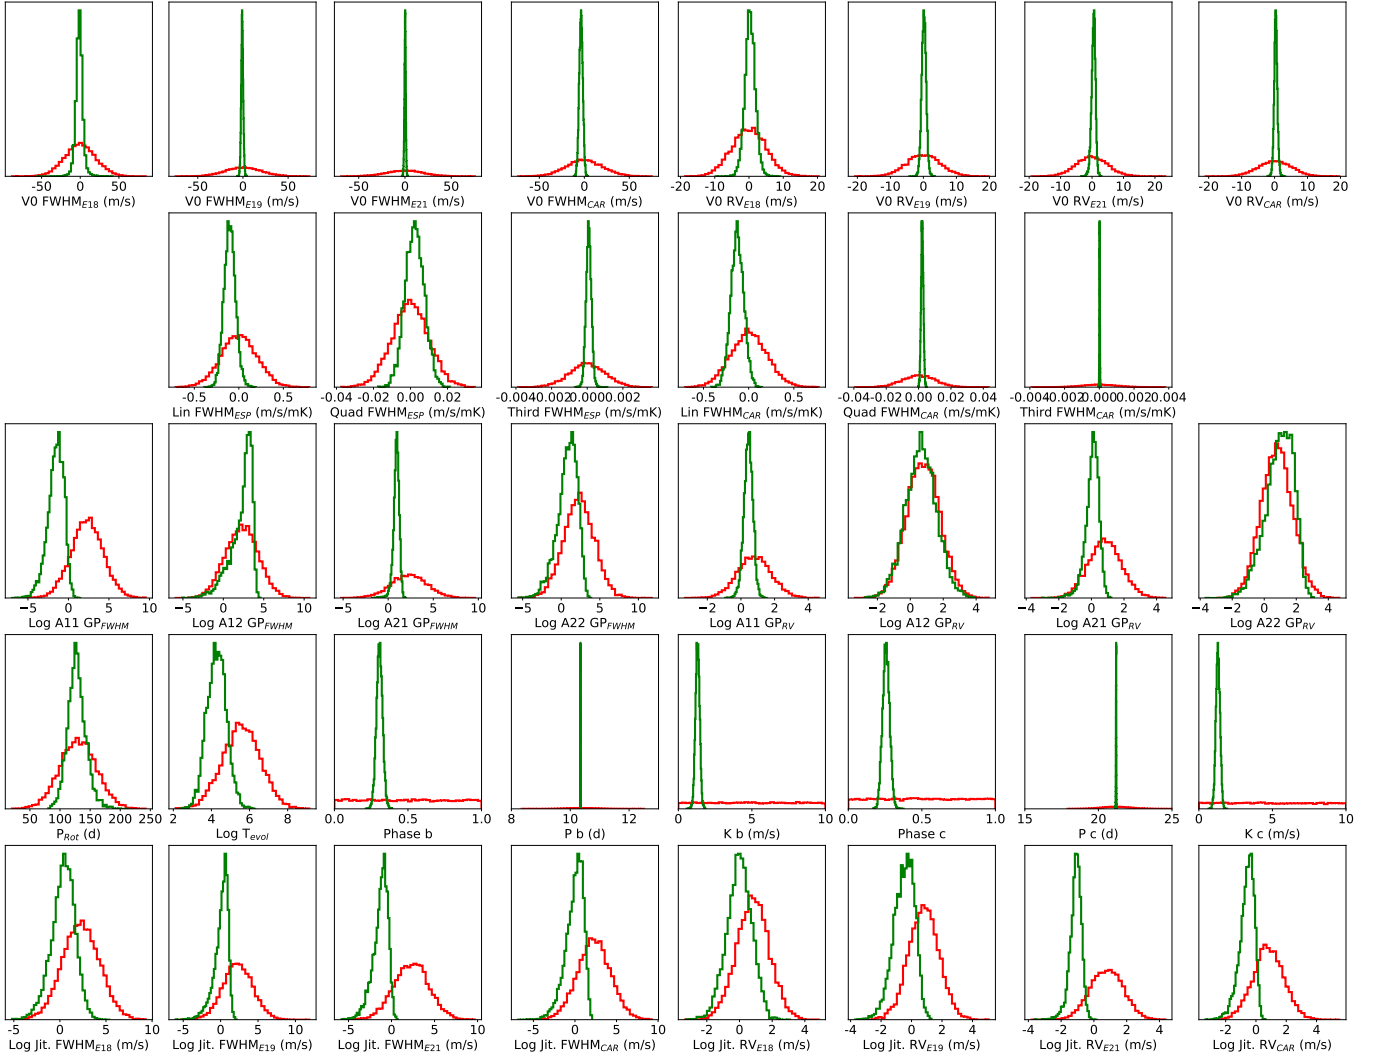 -50 0 50 -50 0 50 -50 0 50 -50 0 50 -20 -10 0 10 20 -20 -10 0 10 20 -20 -10 0 10 20 -20 -10 0 10 20
V0 FWHM_E18 (m/s) V0 FWHM_E19 (m/s) V0 FWHM_E21 (m/s) V0 FWHM_CAR (m/s) V0 RV_E18 (m/s) V0 RV_E19 (m/s) V0 RV_E21 (m/s) V0 RV_CAR (m/s)
-0.5 0.0 0.5 -0.04 -0.02 0.00 0.02 -0.004 -0.002 0.000 0.002 -0.5 0.0 0.5 -0.04 -0.02 0.00 0.02 0.04 -0.004 -0.002 0.000 0.002 0.004
Lin FWHM_ESP (m/s/mK) Quad FWHM_ESP (m/s/mK) Third FWHM_ESP (m/s/mK) Lin FWHM_CAR (m/s/mK) Quad FWHM_CAR (m/s/mK) Third FWHM_CAR (m/s/mK)
-5 0 5 10 -5 0 5 10 -5 0 5 10 -5 0 5 10 -2 0 2 4 -2 0 2 4 -4 -2 0 2 4 -4 -2 0 2 4
Log A11 GP_FWHM Log A12 GP_FWHM Log A21 GP_FWHM Log A22 GP_FWHM Log A11 GP_RV Log A12 GP_RV Log A21 GP_RV Log A22 GP_RV
50 100 150 200 250 2 4 6 8 0.0 0.5 1.0 8 10 12 0 5 10 0.0 0.5 1.0 15 20 25 0 5 10
P_Rot (d) Log T_evol Phase b P b (d) K b (m/s) Phase c P c (d) K c (m/s)
-5 0 5 10 -5 0 5 10 -5 0 5 10 -5 0 5 10 -2 0 2 4 -4 -2 0 2 4 -4 -2 0 2 4 -2 0 2 4
Log Jit. FWHM_E18 (m/s) Log Jit. FWHM_E19 (m/s) Log Jit. FWHM_E21 (m/s) Log Jit. FWHM_CAR (m/s) Log Jit. RV_E18 (m/s) Log Jit. RV_E19 (m/s) Log Jit. RV_E21 (m/s) Log Jit. RV_CAR (m/s)